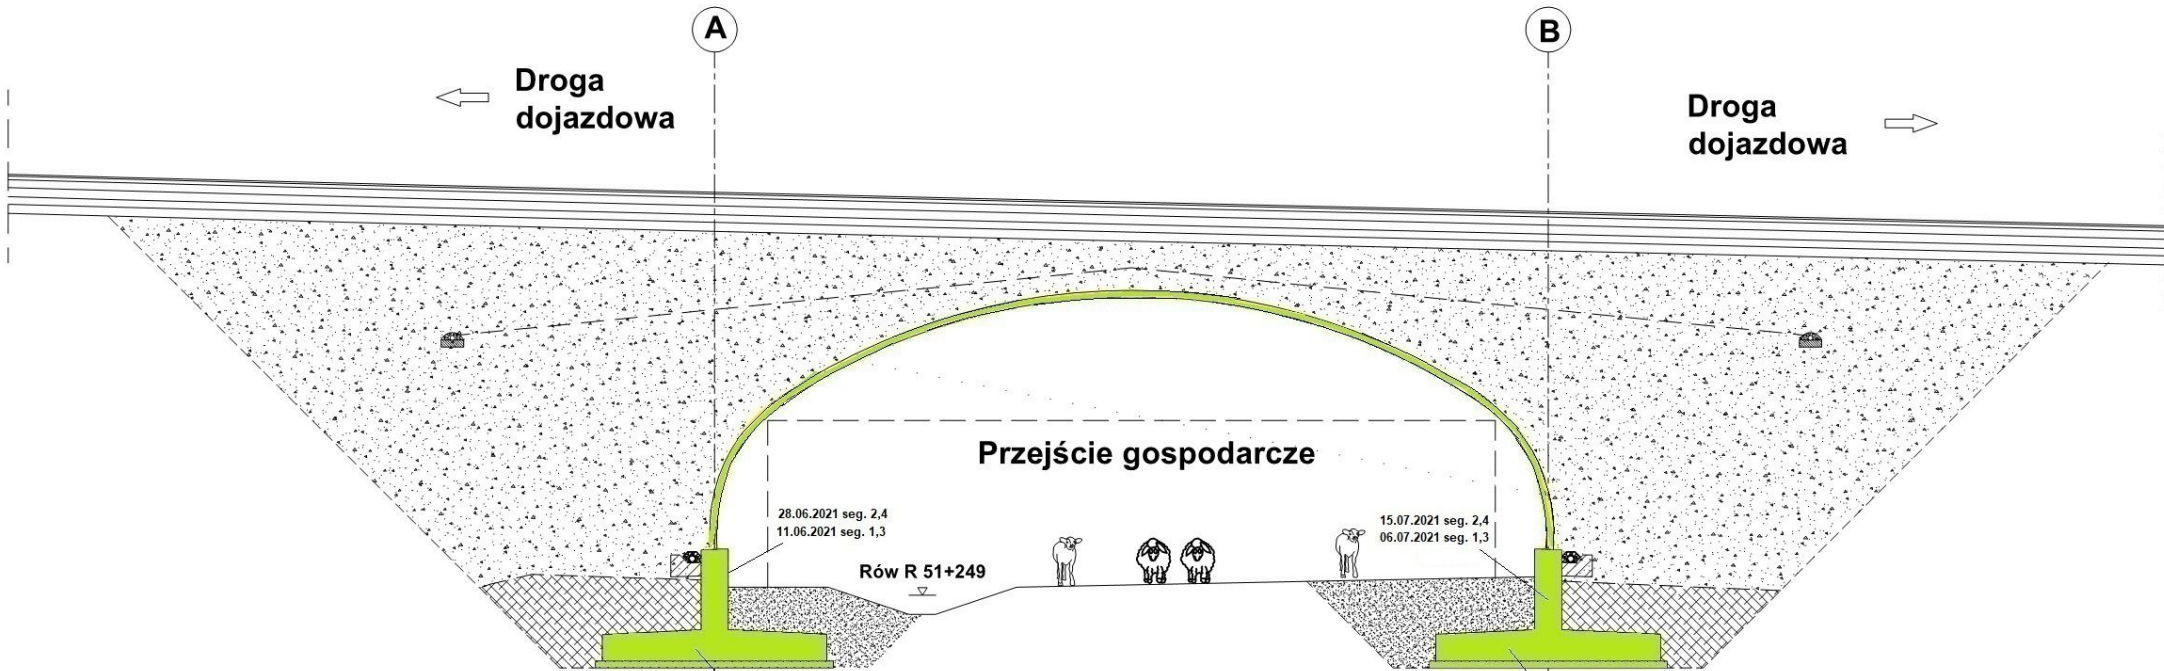 A
B
Droga
dojazdowa
Droga
dojazdowa
Przejście gospodarcze
28.06.2021 seg. 2,4
11.06.2021 seg. 1,3
15.07.2021 seg. 2,4
06.07.2021 seg. 1,3
Rów R 51+249